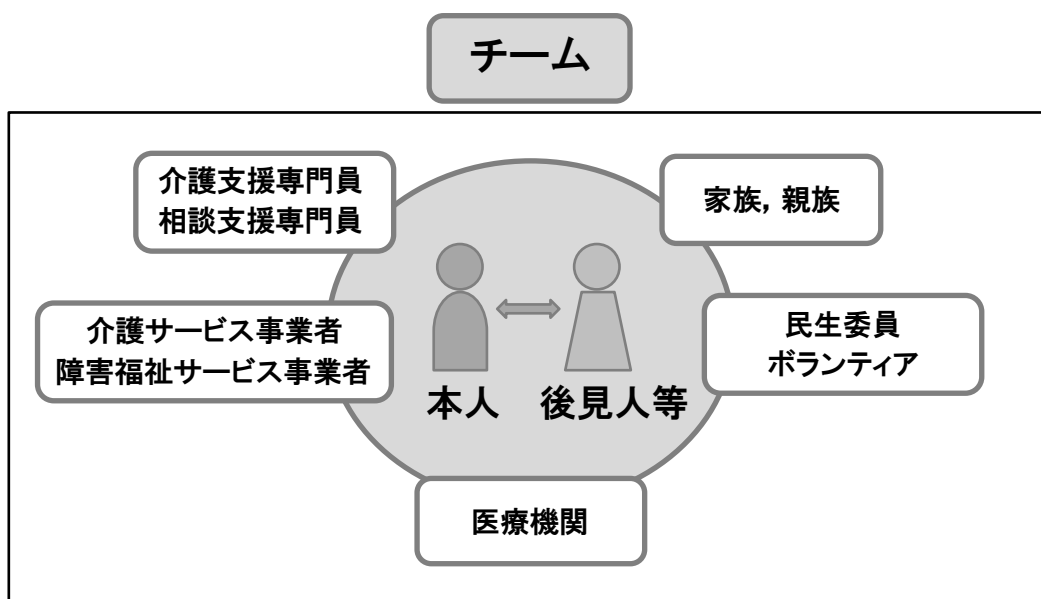 チーム
介護支援専門員
相談支援専門員
家族，親族
介護サービス事業者
障害福祉サービス事業者
民生委員
ボランティア
本人
後見人等
医療機関